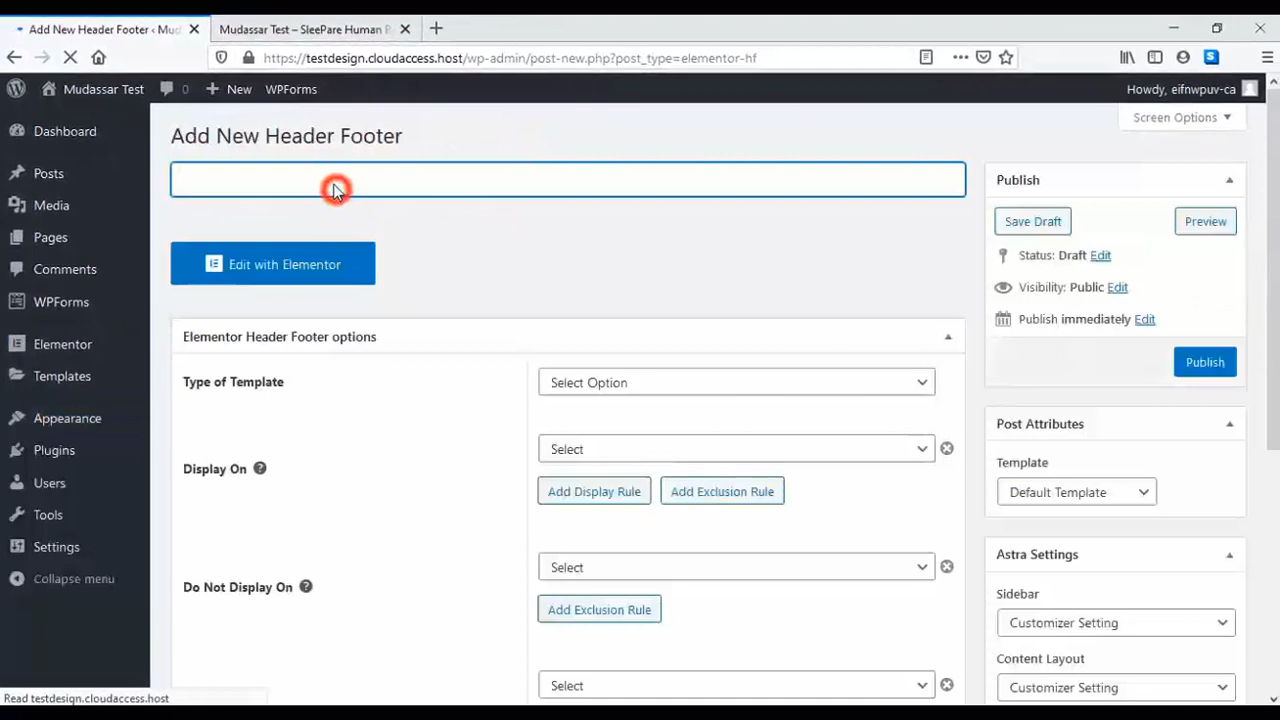 Add New Header Footer ‹ Mud
Mudassar Test – SleePare Human R
https://testdesign.cloudaccess.host/wp-admin/post-new.php?post_type=elementor-hf
Mudassar Test
0
New
WPForms
Howdy, eifnwpuv-ca
Screen Options
Dashboard
Posts
Media
Pages
Comments
WPForms
Elementor
Templates
Appearance
Plugins
Users
Tools
Settings
Collapse menu
Add New Header Footer
Edit with Elementor
Elementor Header Footer options
Type of Template
Select Option
Display On
Select
Add Display Rule
Add Exclusion Rule
Do Not Display On
Select
Add Exclusion Rule
Select
Publish
Save Draft
Preview
Status: Draft Edit
Visibility: Public Edit
Publish immediately Edit
Publish
Post Attributes
Template
Default Template
Astra Settings
Sidebar
Customizer Setting
Content Layout
Customizer Setting
Read testdesign.cloudaccess.host